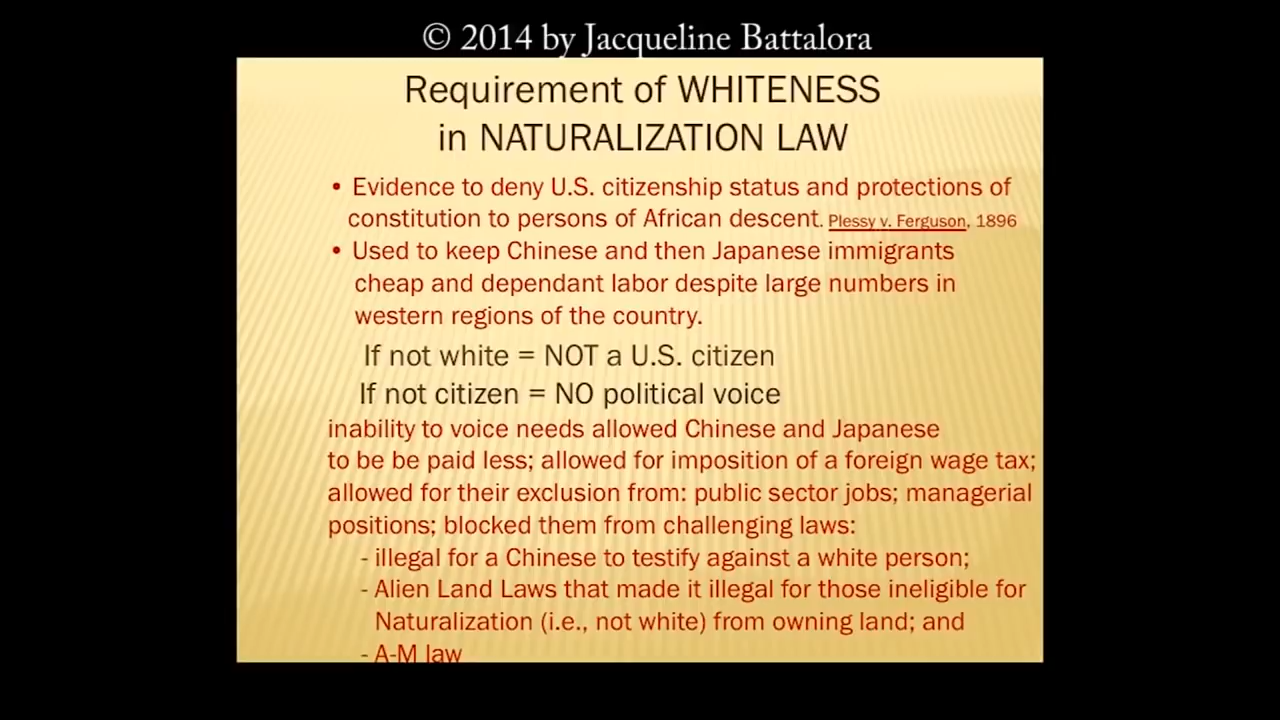 © 2014 by Jacqueline Battalora
Requirement of WHITENESS
in NATURALIZATION LAW
• Evidence to deny U.S. citizenship status and protections of
constitution to persons of African descent. Plessy v. Ferguson, 1896
• Used to keep Chinese and then Japanese immigrants
cheap and dependant labor despite large numbers in
western regions of the country.
If not white = NOT a U.S. citizen
If not citizen = NO political voice
inability to voice needs allowed Chinese and Japanese
to be be paid less; allowed for imposition of a foreign wage tax;
allowed for their exclusion from: public sector jobs; managerial
positions; blocked them from challenging laws:
- illegal for a Chinese to testify against a white person;
- Alien Land Laws that made it illegal for those ineligible for
Naturalization (i.e., not white) from owning land; and
- A-M law